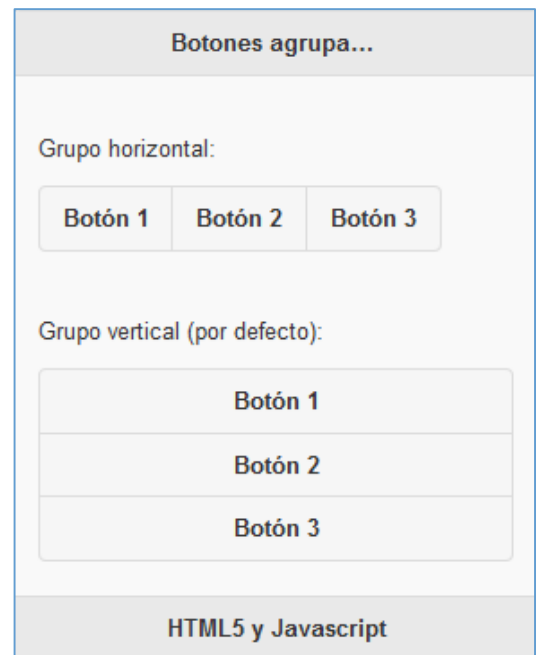 Botones agrupa...
Grupo horizontal:
Botón 1 Botón 2 Botón 3
Grupo vertical (por defecto):
Botón 1
Botón 2
Botón 3
HTML5 y Javascript